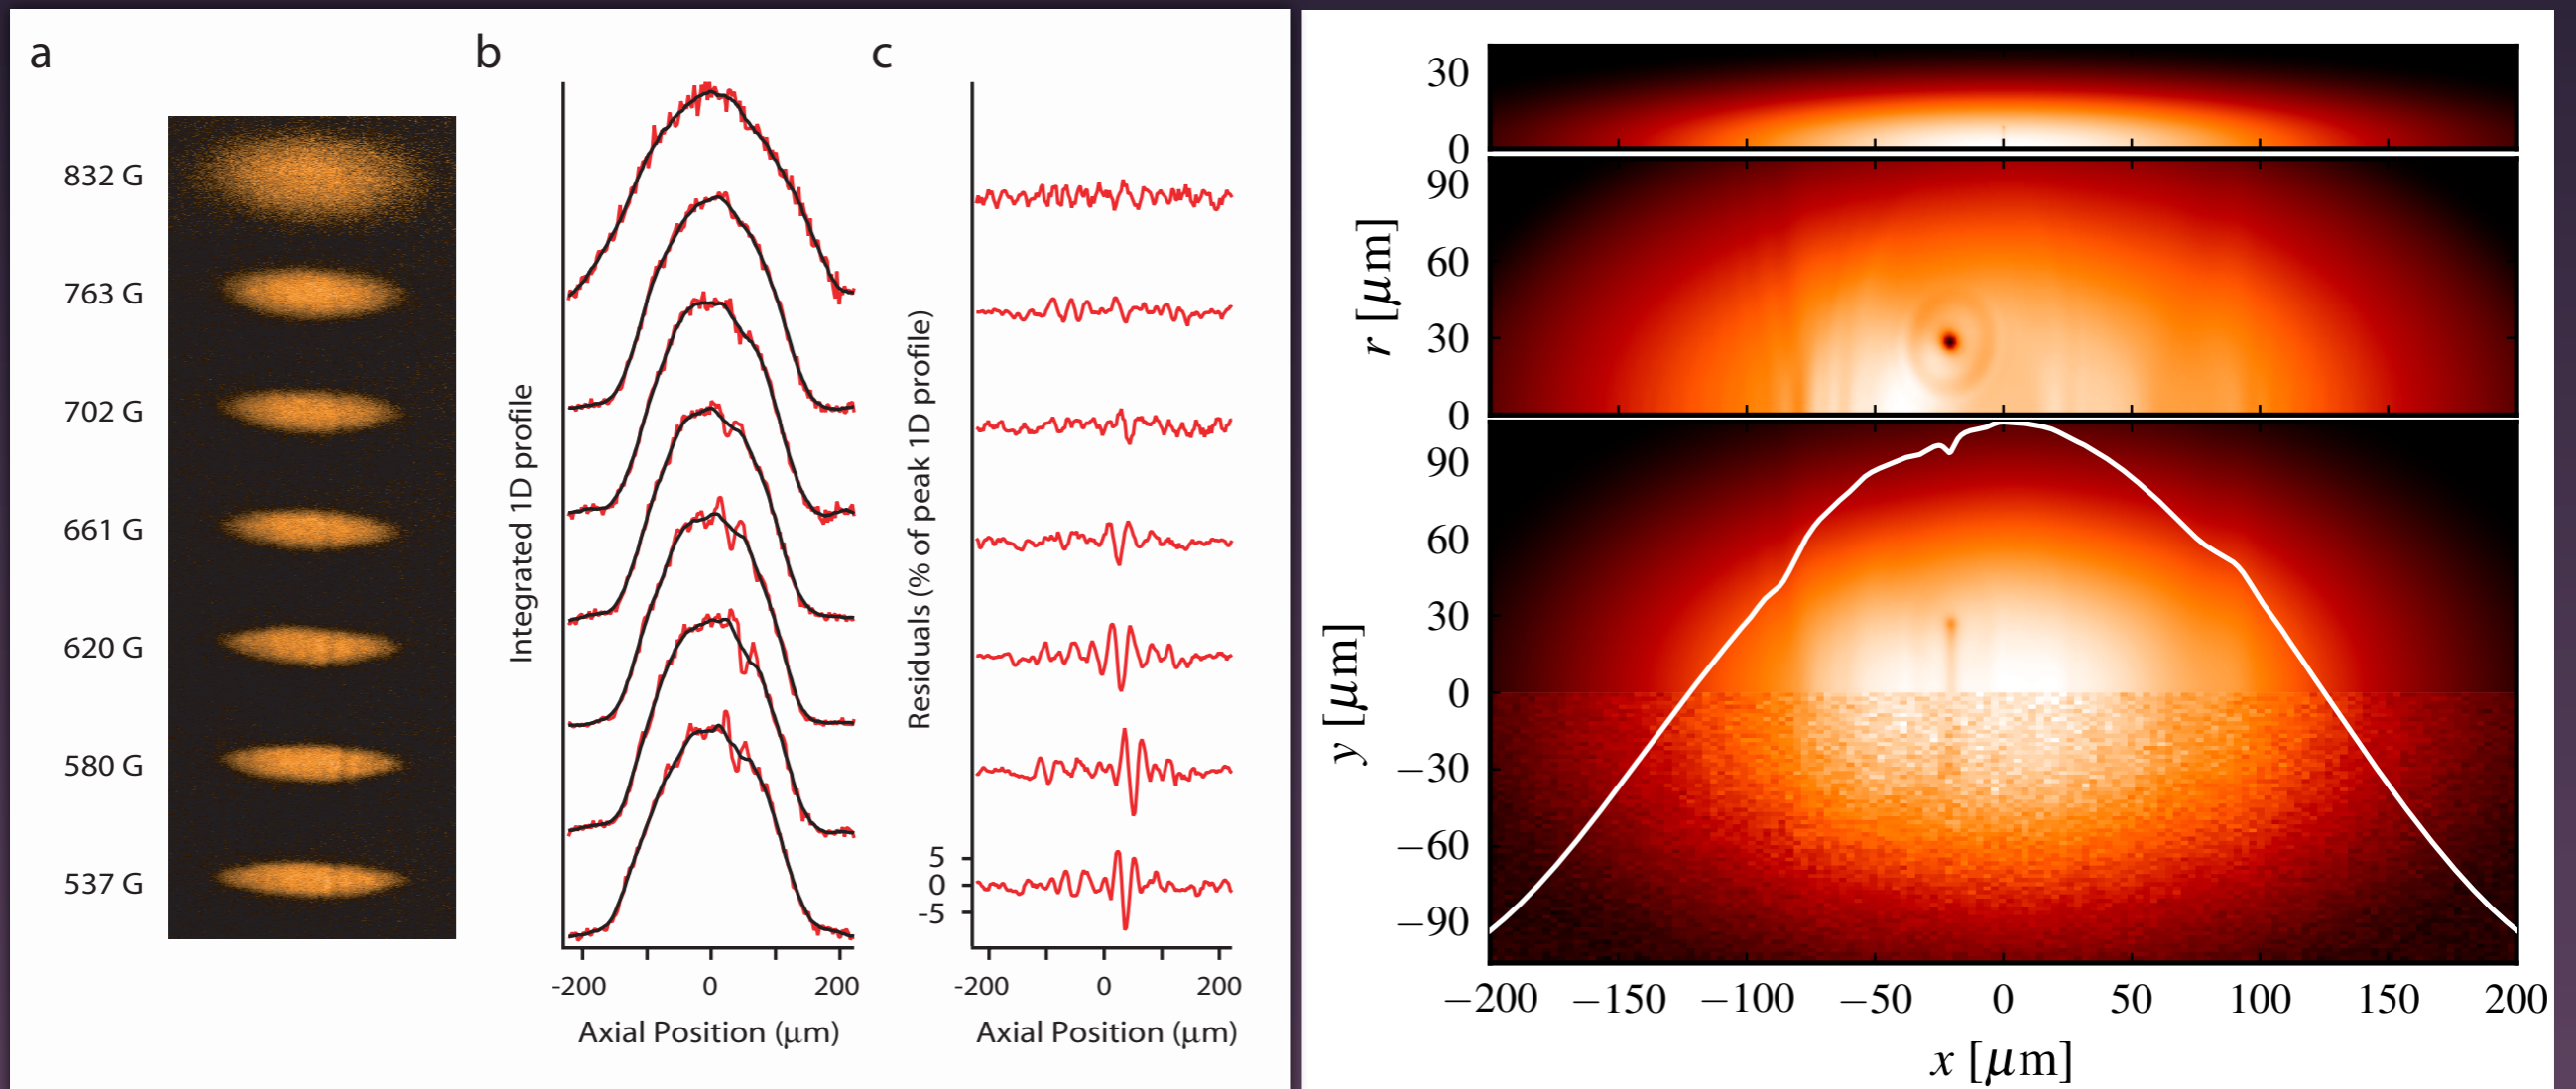 a
b
c
832 G
763 G
702 G
661 G
620 G
580 G
537 G
Integrated 1D profile
-200
0
200
Axial Position (μm)
Residuals (% of peak 1D profile)
5
0
-5
-200
0
200
Axial Position (μm)
30
0
r [μm]
90
60
30
0
y [μm]
90
60
30
0
−30
−60
−90
−200 −150 −100 −50 0 50 100 150 200
x [μm]